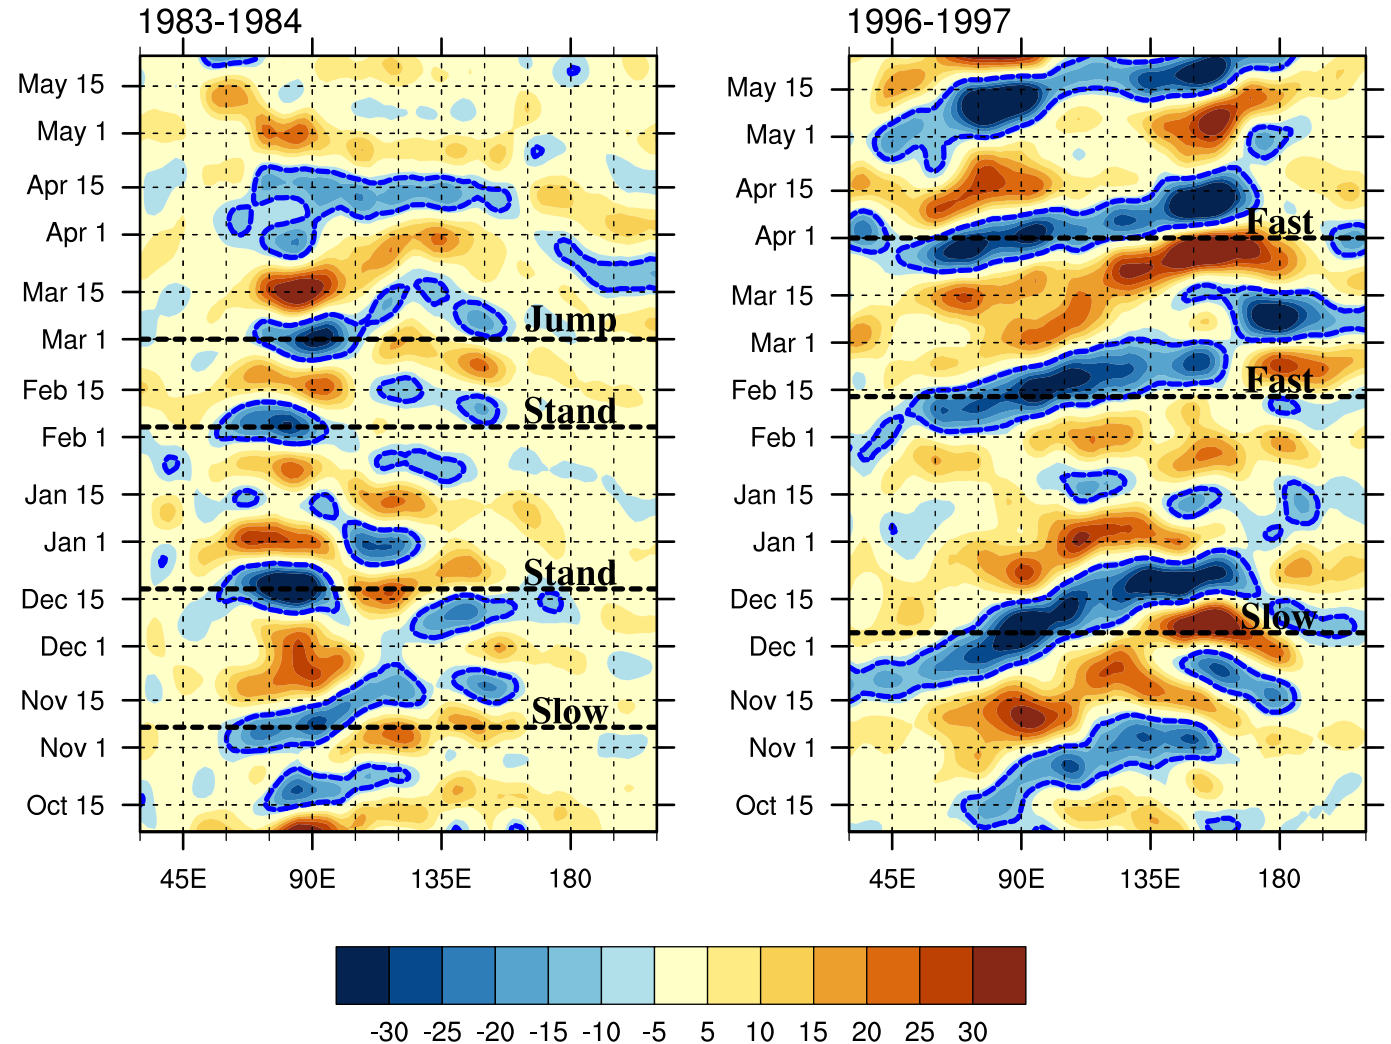 1983-1984
May 15
May 1
Apr 15
Apr 1
Mar 15
Mar 1
Feb 15
Feb 1
Jan 15
Jan 1
Dec 15
Dec 1
Nov 15
Nov 1
Oct 15
Jump
Stand
Stand
Slow
45E 90E 135E 180
1996-1997
May 15
May 1
Apr 15
Apr 1
Mar 15
Mar 1
Feb 15
Feb 1
Jan 15
Jan 1
Dec 15
Dec 1
Nov 15
Nov 1
Oct 15
Fast
Fast
Slow
45E 90E 135E 180
-30 -25 -20 -15 -10 -5 5 10 15 20 25 30